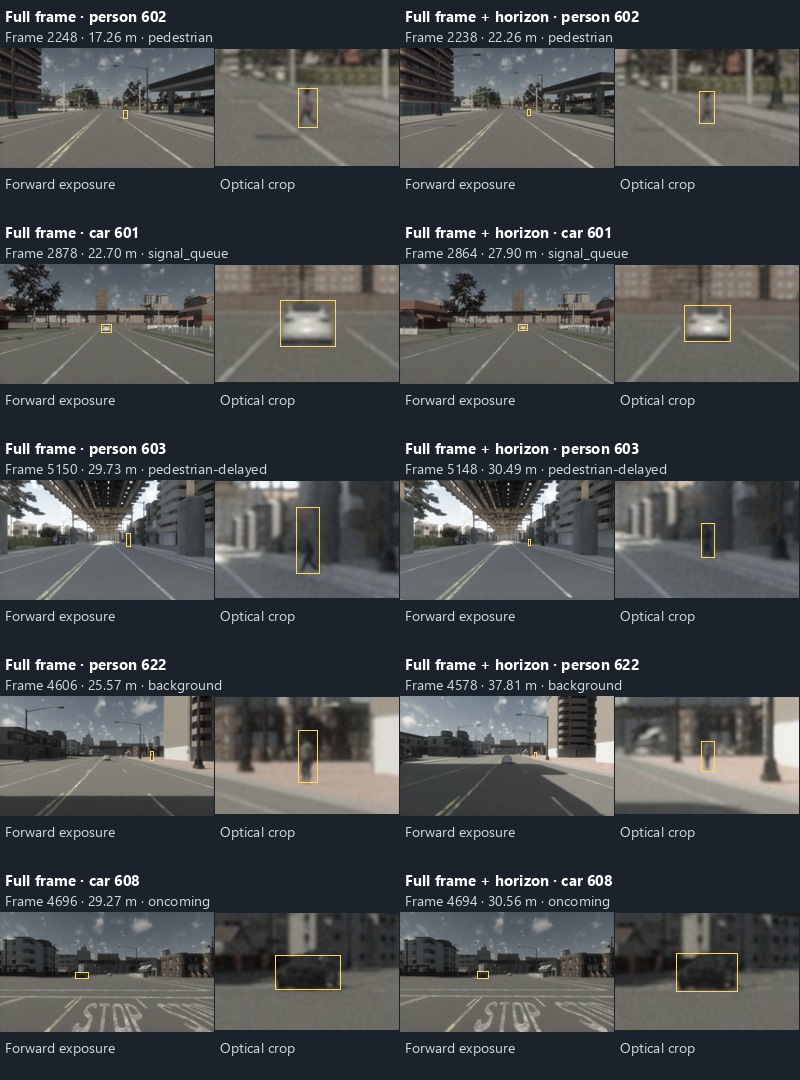 Full frame · person 602
Frame 2248 · 17.26 m · pedestrian
Forward exposure
Optical crop
Full frame + horizon · person 602
Frame 2238 · 22.26 m · pedestrian
Forward exposure
Optical crop
Full frame · car 601
Frame 2878 · 22.70 m · signal_queue
Forward exposure
Optical crop
Full frame + horizon · car 601
Frame 2864 · 27.90 m · signal_queue
Forward exposure
Optical crop
Full frame · person 603
Frame 5150 · 29.73 m · pedestrian-delayed
Forward exposure
Optical crop
Full frame + horizon · person 603
Frame 5148 · 30.49 m · pedestrian-delayed
Forward exposure
Optical crop
Full frame · person 622
Frame 4606 · 25.57 m · background
Forward exposure
Optical crop
Full frame + horizon · person 622
Frame 4578 · 37.81 m · background
Forward exposure
Optical crop
Full frame · car 608
Frame 4696 · 29.27 m · oncoming
STOP
Forward exposure
Optical crop
Full frame + horizon · car 608
Frame 4694 · 30.56 m · oncoming
STOP
Forward exposure
Optical crop